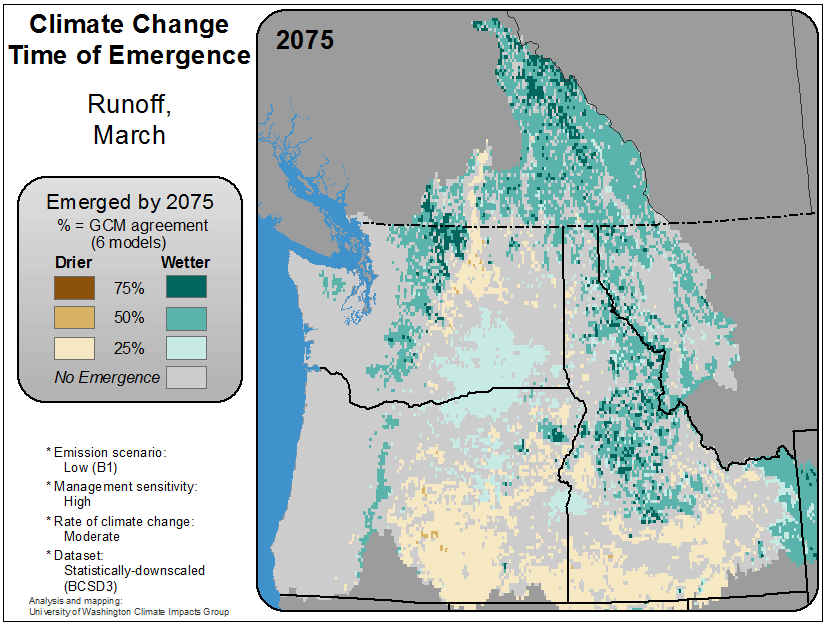 Climate Change
Time of Emergence
Runoff,
March
2075
Emerged by 2075
% = GCM agreement
(6 models)
Drier Wetter
75%
50%
25%
No Emergence
* Emission scenario:
Low (B1)
* Management sensitivity:
High
* Rate of climate change:
Moderate
* Dataset:
Statistically-downscaled
(BCSD3)
Analysis and mapping:
University of Washington Climate Impacts Group